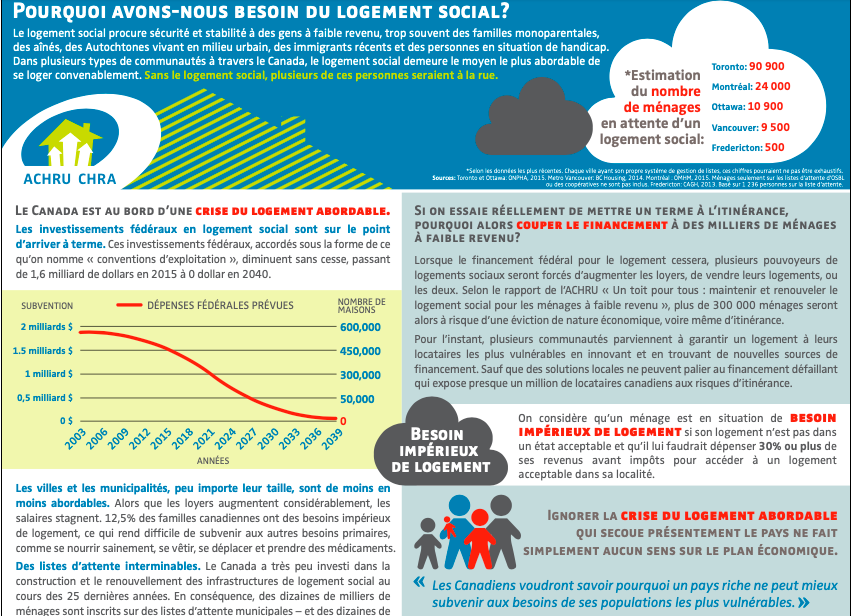 POURQUOI AVONS-NOUS BESOIN DU LOGEMENT SOCIAL?
Le logement social procure sécurité et stabilité à des gens à faible revenu, trop souvent des familles monoparentales,
des aînés, des Autochtones vivant en milieu urbain, des immigrants récents et des personnes en situation de handicap.
Dans plusieurs types de communautés à travers le Canada, le logement social demeure le moyen le plus abordable de
se loger convenablement. Sans le logement social, plusieurs de ces personnes seraient à la rue.
*Estimation
du nombre
de ménages
en attente d'un
logement social:
Toronto: 90 900
Montréal: 24 000
Ottawa: 10 900
Vancouver: 9 500
Fredericton: 500
ACHRU CHRA
*Selon les données les plus récentes. Chaque ville ayant son propre système de gestion de listes, ces chiffres pourraient ne pas être exhaustifs.
Sources: Toronto et Ottawa: ONPHA, 2015. Metro Vancouver: BC Housing, 2014. Montréal: OMHM, 2015. Ménages seulement sur les listes d'attente d'OSBL
ou des coopératives ne sont pas inclus. Fredericton: CAGH, 2013. Basé sur 1 236 personnes sur la liste d'attente.
LE CANADA EST AU BORD D'UNE CRISE DU LOGEMENT ABORDABLE.
Les investissements fédéraux en logement social sont sur le point
d'arriver à terme. Ces investissements fédéraux, accordés sous la forme de ce
qu'on nomme « conventions d'exploitation », diminuent sans cesse, passant
de 1,6 milliard de dollars en 2015 à 0 dollar en 2040.
SUBVENTION
DÉPENSES FÉDÉRALES PRÉVUES
NOMBRE DE
MAISONS
2 milliards $
600,000
1.5 milliards $
450,000
1 milliard $
300,000
0,5 milliard $
50,000
0 $
0
2003
2006
2009
2012
2015
2018
2021
2024
2027
2030
2033
2036
2039
ANNÉES
Les villes et les municipalités, peu importe leur taille, sont de moins en
moins abordables. Alors que les loyers augmentent considérablement, les
salaires stagnent. 12,5% des familles canadiennes ont des besoins impérieux
de logement, ce qui rend difficile de subvenir aux autres besoins primaires,
comme se nourrir sainement, se vêtir, se déplacer et prendre des médicaments.
Des listes d'attente interminables. Le Canada a très peu investi dans la
construction et le renouvellement des infrastructures de logement social au
cours des 25 dernières années. En conséquence, des dizaines de milliers de
ménages sont inscrits sur des listes d'attente municipales – et des dizaines de
SI ON ESSAIE RÉELLEMENT DE METTRE UN TERME À L'ITINÉRANCE,
POURQUOI ALORS COUPER LE FINANCEMENT À DES MILLIERS DE MÉNAGES
À FAIBLE REVENU?
Lorsque le financement fédéral pour le logement cessera, plusieurs pouvoyeurs de
logements sociaux seront forcés d'augmenter les loyers, de vendre leurs logements, ou
les deux. Selon le rapport de l'ACHRU « Un toit pour tous : maintenir et renouveler le
logement social pour les ménages à faible revenu », plus de 300 000 ménages seront
alors à risque d'une éviction de nature économique, voire même d'itinérance.
Pour l'instant, plusieurs communautés parviennent à garantir un logement à leurs
locataires les plus vulnérables en innovant et en trouvant de nouvelles sources de
financement. Sauf que des solutions locales ne peuvent palier au financement défaillant
qui expose presque un million de locataires canadiens aux risques d'itinérance.
BESOIN
IMPÉRIEUX
DE LOGEMENT
On considère qu'un ménage est en situation de BESOIN
IMPÉRIEUX DE LOGEMENT si son logement n'est pas dans
un état acceptable et qu'il lui faudrait dépenser 30% ou plus de
ses revenus avant impôts pour accéder à un logement
acceptable dans sa localité.
IGNORER LA CRISE DU LOGEMENT ABORDABLE
QUI SECOUE PRÉSENTEMENT LE PAYS NE FAIT
SIMPLEMENT AUCUN SENS SUR LE PLAN ÉCONOMIQUE.
« Les Canadiens voudront savoir pourquoi un pays riche ne peut mieux
subvenir aux besoins de ses populations les plus vulnérables. »